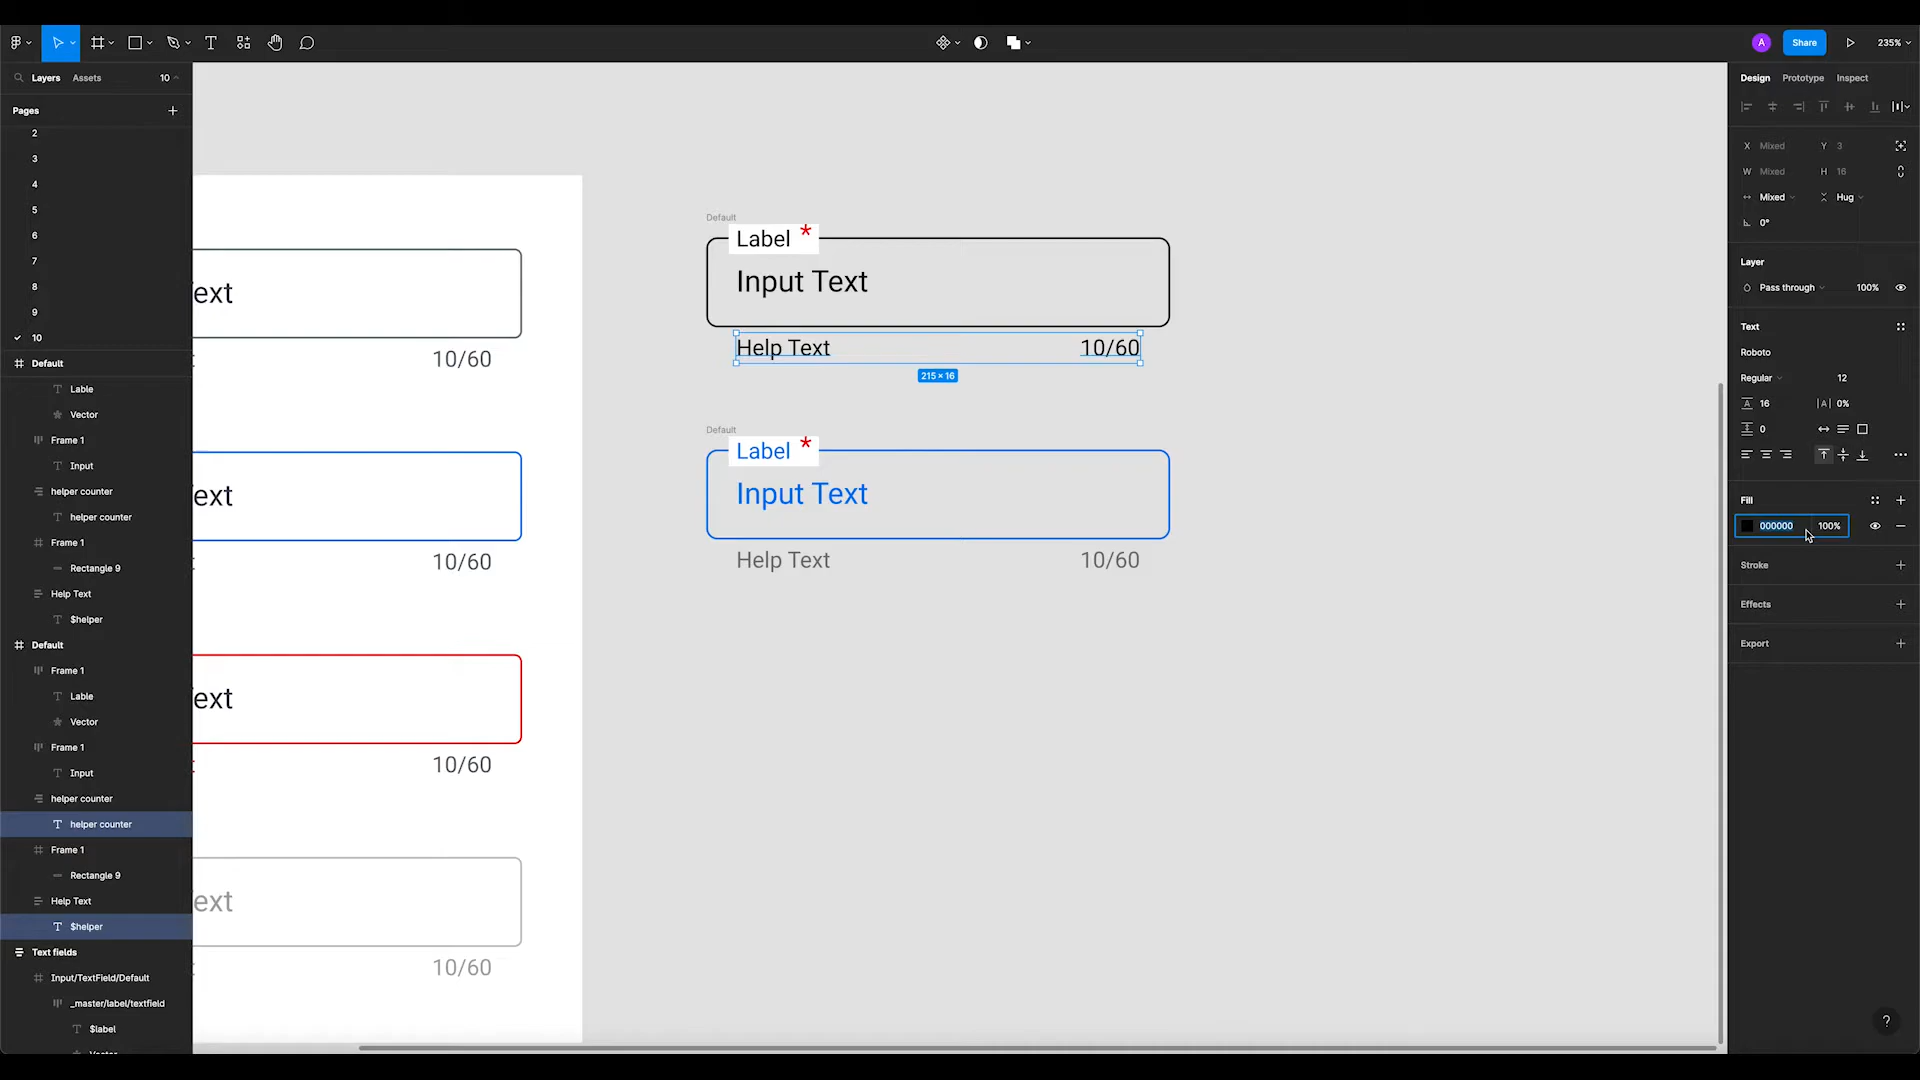 A
Share
235%
Layers
Assets
10
Pages
2
3
4
5
6
7
8
9
10
Default
Lable
Vector
Frame 1
Input
helper counter
helper counter
Frame 1
Rectangle 9
Help Text
$helper
Default
Frame 1
Lable
Vector
Frame 1
Input
helper counter
helper counter
Frame 1
Rectangle 9
Help Text
$helper
Text fields
Input/TextField/Default
_master/label/textfield
$label
ext
10/60
ext
10/60
ext
10/60
ext
10/60
Default
Label *
Input Text
Help Text 10/60
215 × 16
Default
Label *
Input Text
Help Text 10/60
Design Prototype Inspect
X Mixed Y 3
W Mixed H 16
Mixed Hug
0°
Layer
Pass through 100%
Text
Roboto
Regular 12
16 |A| 0%
0
Fill
000000 100%
Stroke
Effects
Export
?